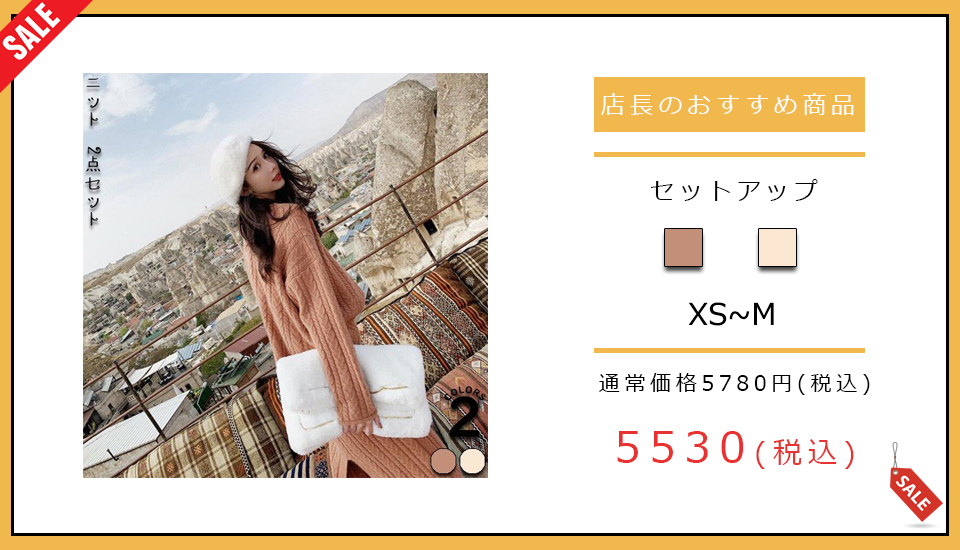 SALE
ニット 2点セット
COLORS
2
店長のおすすめ商品
セットアップ
XS~M
通常価格5780円(税込)
5530(税込)
SALE